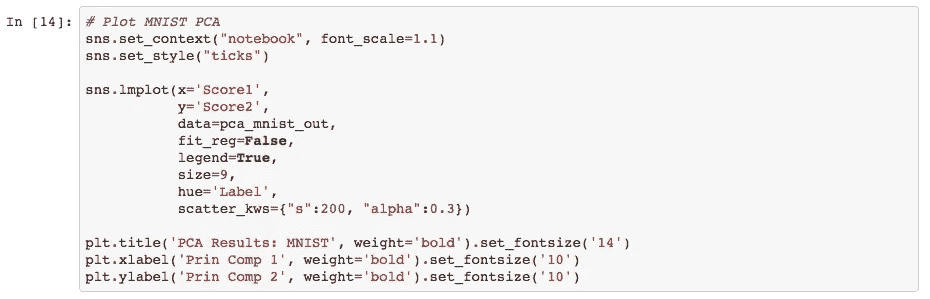 In [14]: # Plot MNIST PCA
sns.set_context("notebook", font_scale=1.1)
sns.set_style("ticks")

sns.lmplot(x='Score1',
           y='Score2',
           data=pca_mnist_out,
           fit_reg=False,
           legend=True,
           size=9,
           hue='Label',
           scatter_kws={"s":200, "alpha":0.3})

plt.title('PCA Results: MNIST', weight='bold').set_fontsize('14')
plt.xlabel('Prin Comp 1', weight='bold').set_fontsize('10')
plt.ylabel('Prin Comp 2', weight='bold').set_fontsize('10')